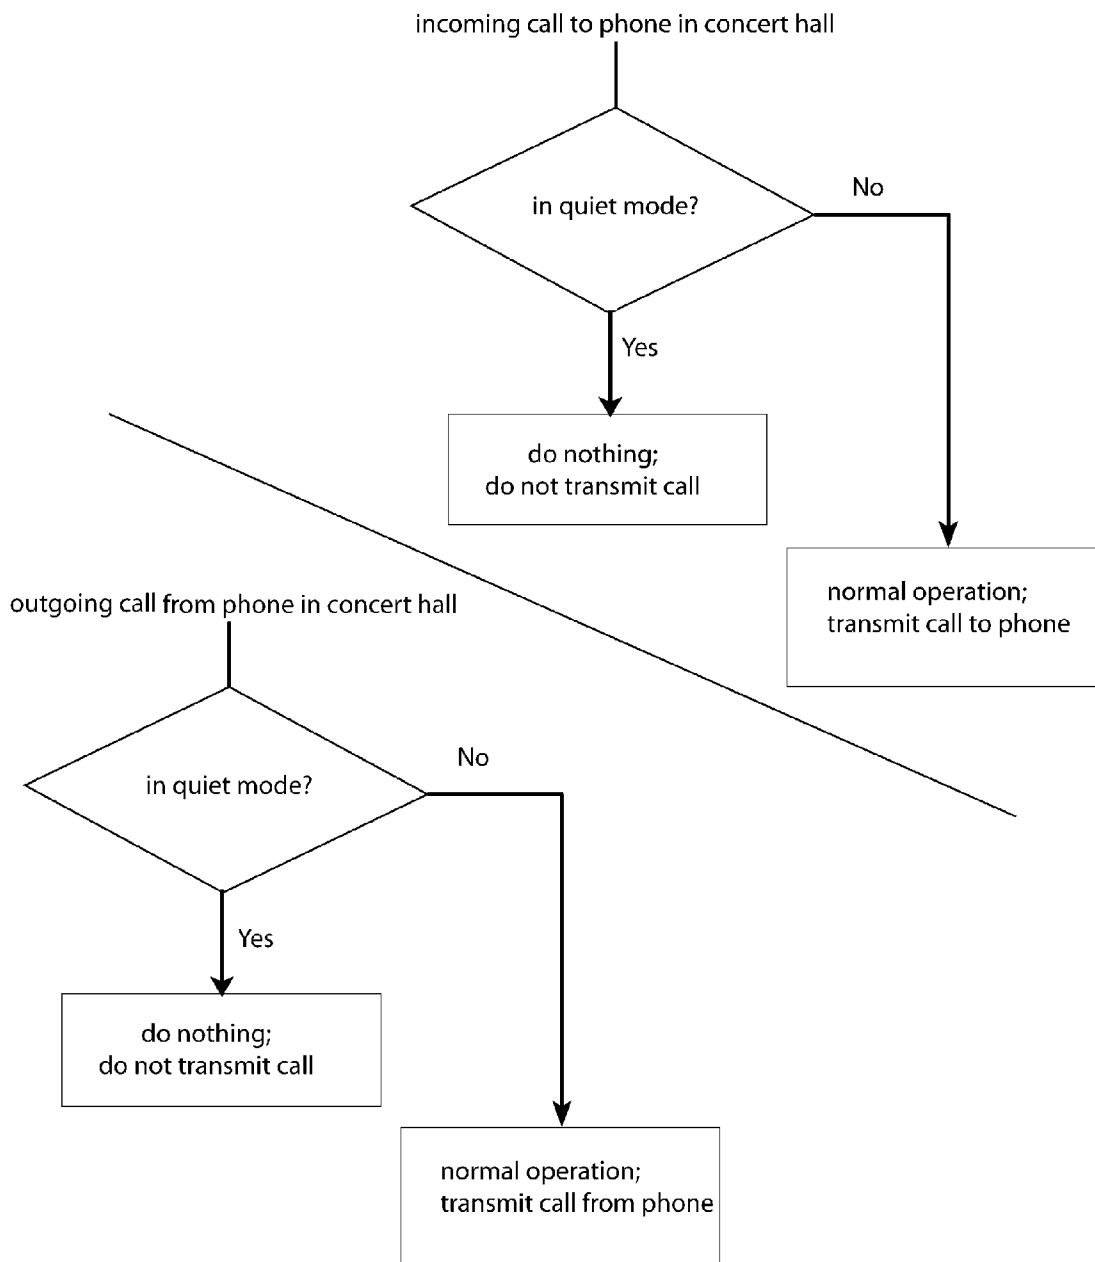 incoming call to phone in concert hall
in quiet mode?
No
Yes
do nothing;
do not transmit call
normal operation;
transmit call to phone
outgoing call from phone in concert hall
in quiet mode?
No
Yes
do nothing;
do not transmit call
normal operation;
transmit call from phone